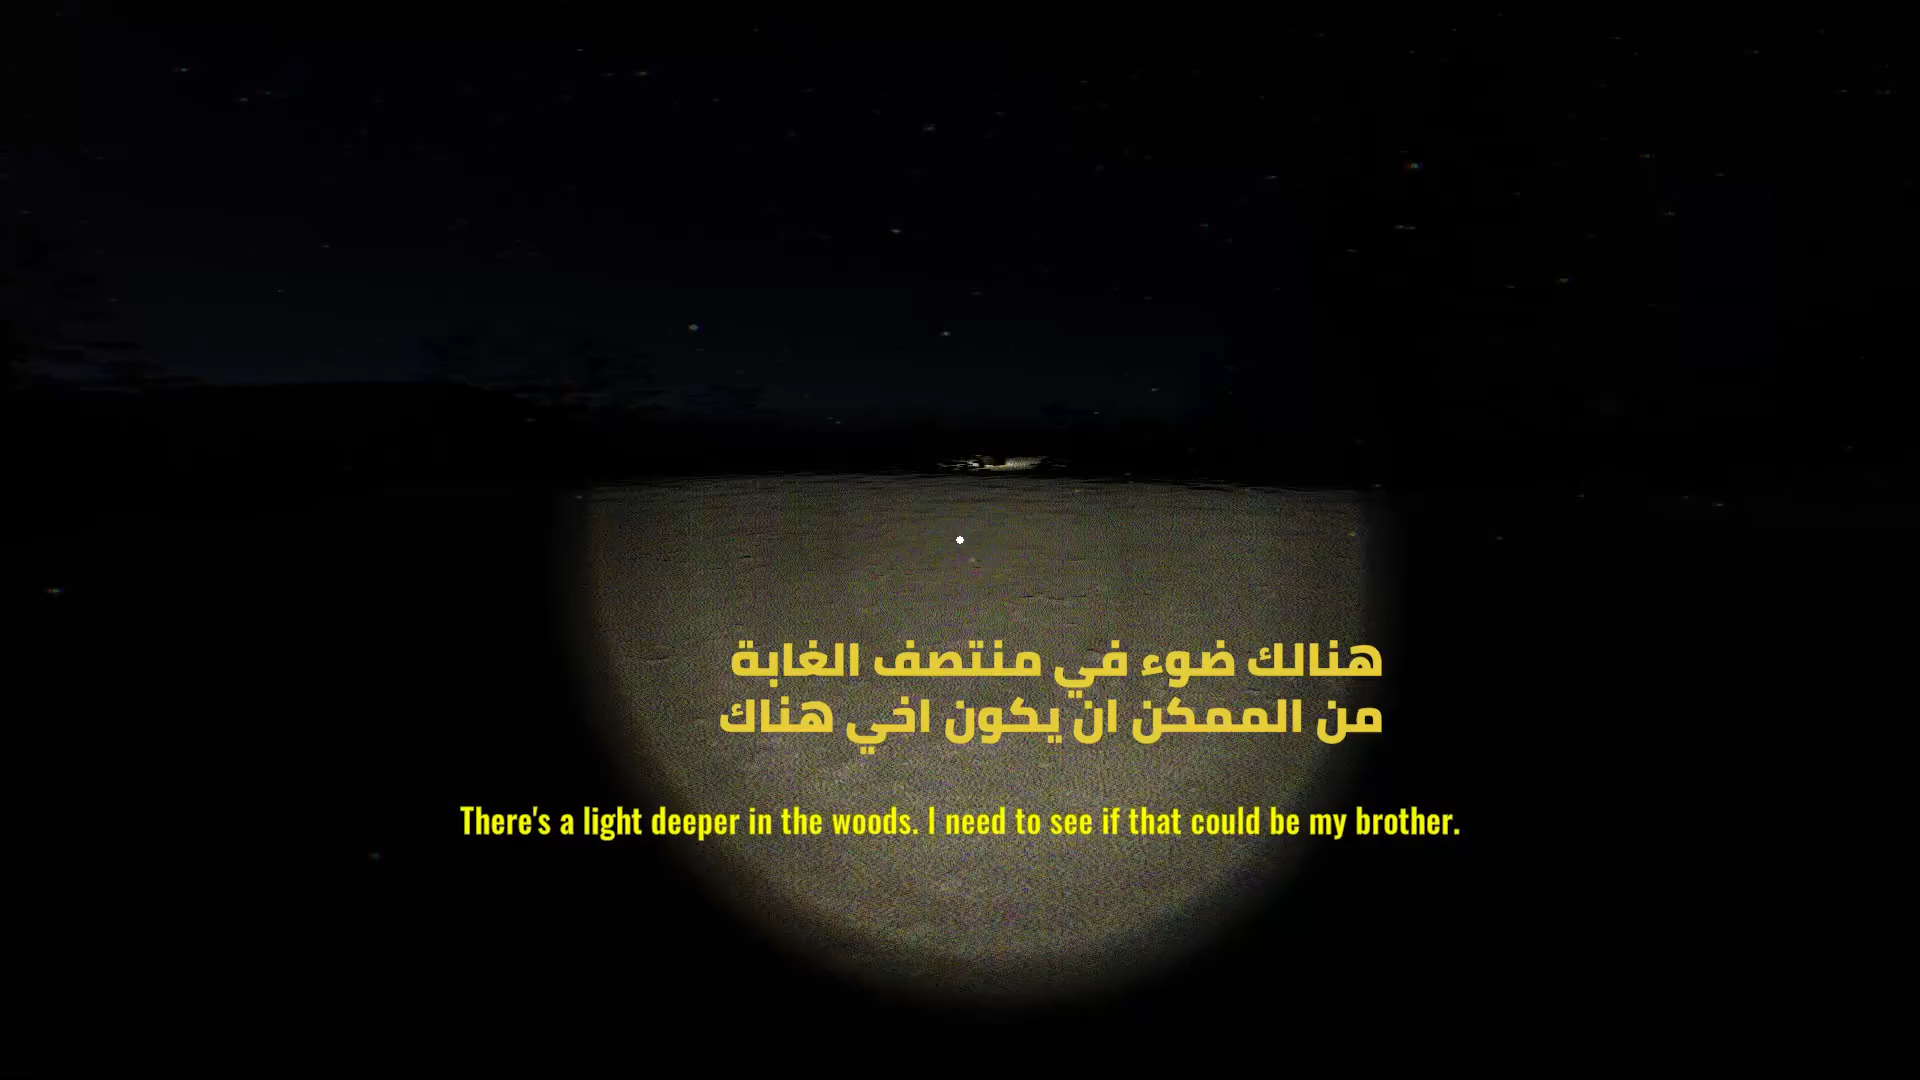 هنالك ضوء في منتصف الغابة
من الممكن ان يكون اخي هناك
There's a light deeper in the woods. I need to see if that could be my brother.